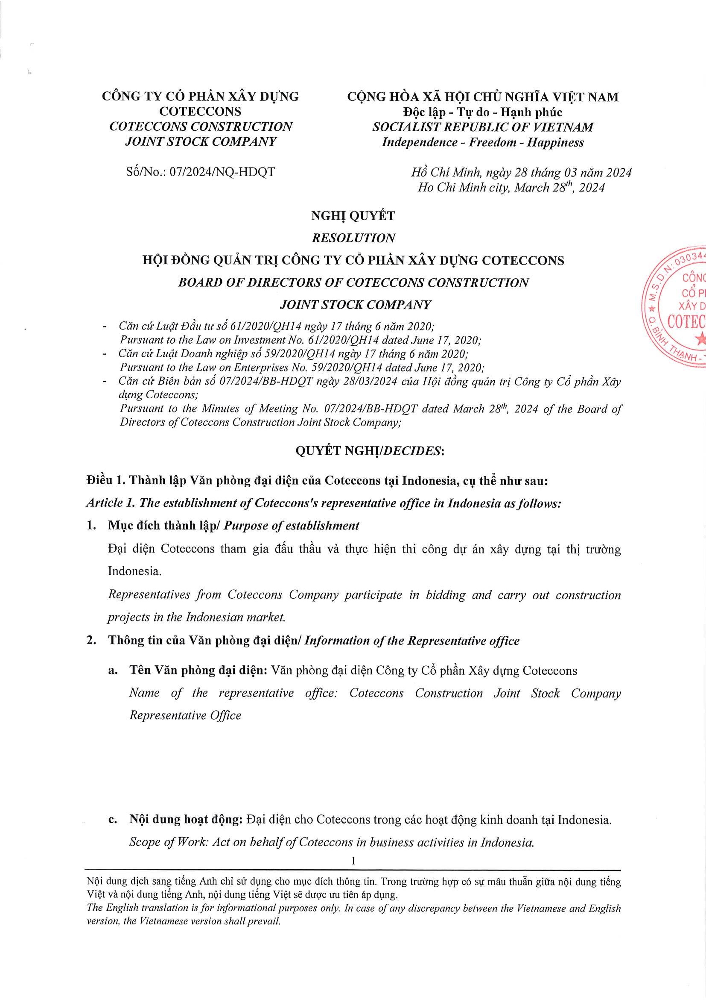 CÔNG TY CỔ PHẦN XÂY DỰNG
COTECCONS
COTECCONS CONSTRUCTION
JOINT STOCK COMPANY
CỘNG HÒA XÃ HỘI CHỦ NGHĨA VIỆT NAM
Độc lập - Tự do - Hạnh phúc
SOCIALIST REPUBLIC OF VIETNAM
Independence - Freedom - Happiness
Số/No.: 07/2024/NQ-HDQT
Hồ Chí Minh, ngày 28 tháng 03 năm 2024
Ho Chi Minh city, March 28th, 2024
NGHỊ QUYẾT
RESOLUTION
HỘI ĐỒNG QUẢN TRỊ CÔNG TY CỔ PHẦN XÂY DỰNG COTECCONS
BOARD OF DIRECTORS OF COTECCONS CONSTRUCTION
JOINT STOCK COMPANY
- Căn cứ Luật Đầu tư số 61/2020/QH14 ngày 17 tháng 6 năm 2020;
Pursuant to the Law on Investment No. 61/2020/QH14 dated June 17, 2020;
- Căn cứ Luật Doanh nghiệp số 59/2020/QH14 ngày 17 tháng 6 năm 2020;
Pursuant to the Law on Enterprises No. 59/2020/QH14 dated June 17, 2020;
- Căn cứ Biên bản số 07/2024/BB-HDQT ngày 28/03/2024 của Hội đồng quản trị Công ty Cổ phần Xây
dựng Coteccons;
Pursuant to the Minutes of Meeting No. 07/2024/BB-HDQT dated March 28th, 2024 of the Board of
Directors of Coteccons Construction Joint Stock Company;
M.S.D.N: 030344
CÔNG
CỔ P
XÂY D
COTEC
Q.BÌNH THẠNH -
QUYẾT NGHỊ/DECIDES:
Điều 1. Thành lập Văn phòng đại diện của Coteccons tại Indonesia, cụ thể như sau:
Article 1. The establishment of Coteccons's representative office in Indonesia as follows:
1. Mục đích thành lập/ Purpose of establishment
Đại diện Coteccons tham gia đấu thầu và thực hiện thi công dự án xây dựng tại thị trường
Indonesia.
Representatives from Coteccons Company participate in bidding and carry out construction
projects in the Indonesian market.
2. Thông tin của Văn phòng đại diện/ Information of the Representative office
a. Tên Văn phòng đại diện: Văn phòng đại diện Công ty Cổ phần Xây dựng Coteccons
Name of the representative office: Coteccons Construction Joint Stock Company
Representative Office
c. Nội dung hoạt động: Đại diện cho Coteccons trong các hoạt động kinh doanh tại Indonesia.
Scope of Work: Act on behalf of Coteccons in business activities in Indonesia.
1
Nội dung dịch sang tiếng Anh chỉ sử dụng cho mục đích thông tin. Trong trường hợp có sự mâu thuẫn giữa nội dung tiếng
Việt và nội dung tiếng Anh, nội dung tiếng Việt sẽ được ưu tiên áp dụng.
The English translation is for informational purposes only. In case of any discrepancy between the Vietnamese and English
version, the Vietnamese version shall prevail.